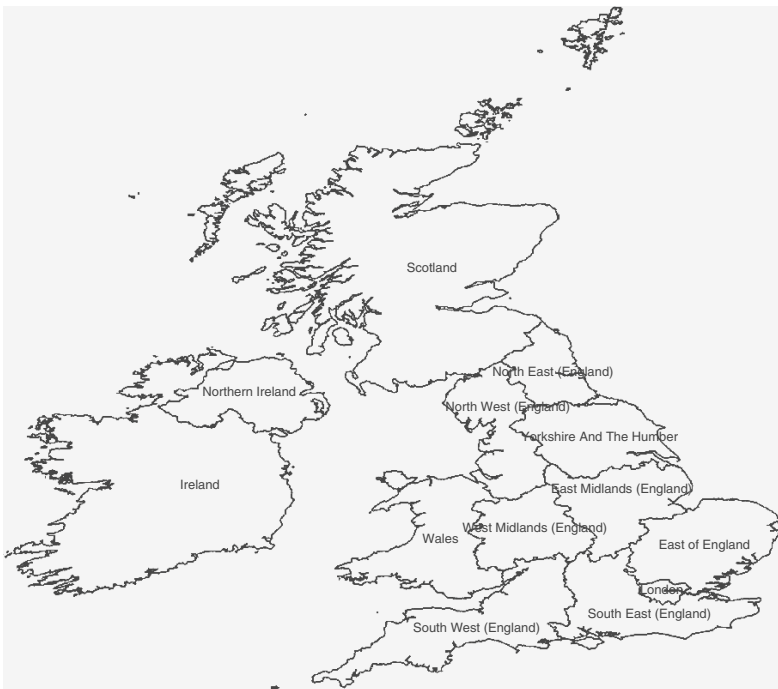 Scotland
North East (England)
Northern Ireland
North West (England)
Yorkshire And The Humber
Ireland
East Midlands (England)
West Midlands (England)
Wales
East of England
London
South East (England)
South West (England)